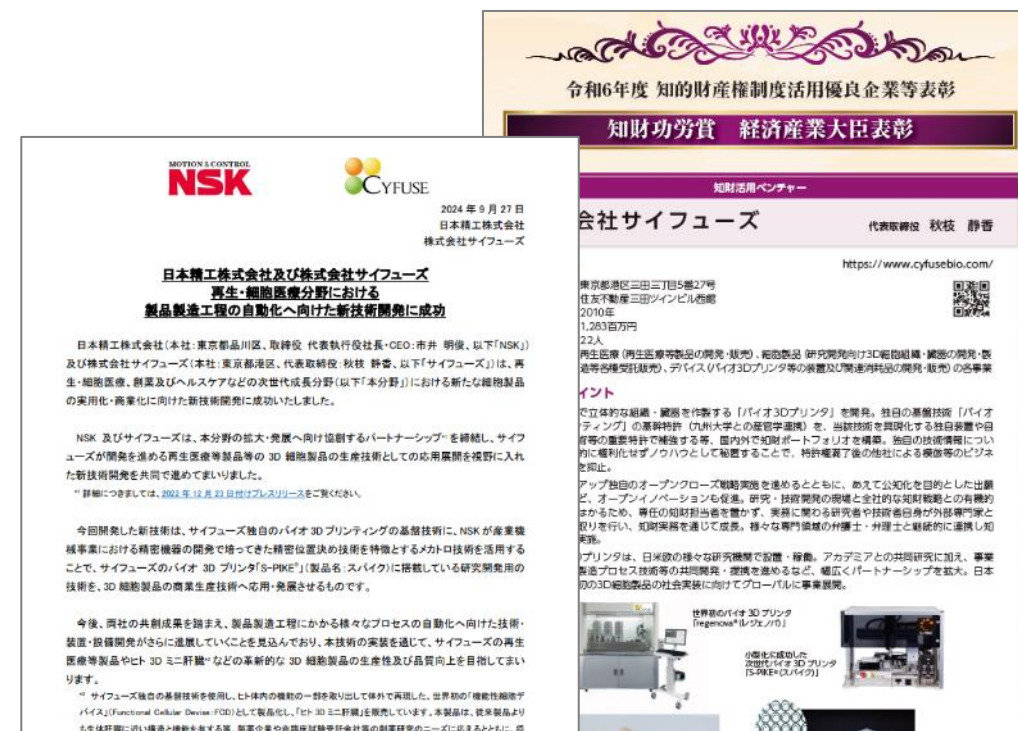 MOTION & CONTROL
NSK
CYFUSE
2024 年 9 月 27 日
日本精工株式会社
株式会社サイフューズ
日本精工株式会社及び株式会社サイフューズ
再生・細胞医療分野における
製品製造工程の自動化へ向けた新技術開発に成功
日本精工株式会社(本社:東京都品川区、取締役 代表執行役社長・CEO:市井 明俊、以下「NSK」)
及び株式会社サイフューズ(本社:東京都港区、代表取締役:秋枝 静香、以下「サイフューズ」)は、再
生・細胞医療、創薬及びヘルスケアなどの次世代成長分野(以下「本分野」)における新たな細胞製品
の実用化・商業化に向けた新技術開発に成功いたしました。
NSK 及びサイフューズは、本分野の拡大・発展へ向け協創するパートナーシップ*¹を締結し、サイフ
ューズが開発を進める再生医療等製品等の 3D 細胞製品の生産技術としての応用展開を視野に入れ
た新技術開発を共同で進めてまいりました。
*¹ 詳細につきましては、2022 年 12 月 23 日付けプレスリリースをご覧ください。
今回開発した新技術は、サイフューズ独自のバイオ 3D プリンティングの基盤技術に、NSK が産業機
械事業における精密機器の開発で培ってきた精密位置決め技術を特徴とするメカトロ技術を活用する
ことで、サイフューズのバイオ 3D プリンタ「S-PIKE®」(製品名:スパイク)に搭載している研究開発用の
技術を、3D 細胞製品の商業生産技術へ応用・発展させるものです。
今後、両社の共創成果を踏まえ、製品製造工程にかかる様々なプロセスの自動化へ向けた技術・
装置・設備開発がさらに進展していくことを見込んでおり、本技術の実装を通じて、サイフューズの再生
医療等製品やヒト 3D ミニ肝臓*²などの革新的な 3D 細胞製品の生産性及び品質向上を目指してまい
ります。
*² サイフューズ独自の基盤技術を使用し、ヒト体内の機能の一部を取り出して体外で再現した、世界初の「機能性細胞デ
バイス」(Functional Cellular Device:FCD)として製品化し、「ヒト 3D ミニ肝臓」を販売しています。本製品は、従来製品より
令和6年度 知的財産権制度活用優良企業等表彰
知財功労賞 経済産業大臣表彰
知財活用ベンチャー
会社サイフューズ 代表取締役 秋枝 静香
https://www.cyfusebio.com/
東京都港区三田三丁目5番27号
住友不動産三田ツインビル西館
2010年
1,283百万円
22人
再生医療(再生医療等製品の開発・販売)、細胞製品(研究開発向け3D細胞組織・臓器の開発・製
造等各種受託販売)、デバイス(バイオ3Dプリンタ等の装置及び関連消耗品の開発・販売)の各事業
イント
で立体的な組織・臓器を作製する「バイオ3Dプリンタ」を開発。独自の基盤技術「バイオ
ティング」の基幹特許(九州大学との産官学連携)を、当該技術を具現化する独自装置や自
術等の重要特許で補強する等、国内外で知財ポートフォリオを構築。独自の技術情報につい
的に権利化せずノウハウとして秘匿することで、特許権満了後の他社による模倣等のビジネ
を抑止。
アップ独自のオープンクローズ戦略実施を進めるとともに、あえて公知化を目的とした出願
ど、オープンイノベーションも促進。研究・技術開発の現場と全社的な知財戦略との有機的
はかるため、専任の知財担当者を置かず、実務に関わる研究者や技術者自身が外部専門家と
取りを行い、知財実務を通じて成長。様々な専門領域の弁護士・弁理士と継続的に連携し知
実施。
プリンタは、日米欧の様々な研究機関で設置・稼働。アカデミアとの共同研究に加え、事業
製造プロセス技術等の共同開発・提携を進めるなど、幅広くパートナーシップを拡大。日本
初の3D細胞製品の社会実装に向けてグローバルに事業展開。
世界初のバイオ 3D プリンタ
「regenova®(レジェノバ)」
小型化に成功した
次世代バイオ 3D プリンタ
「S-PIKE®(スパイク)」